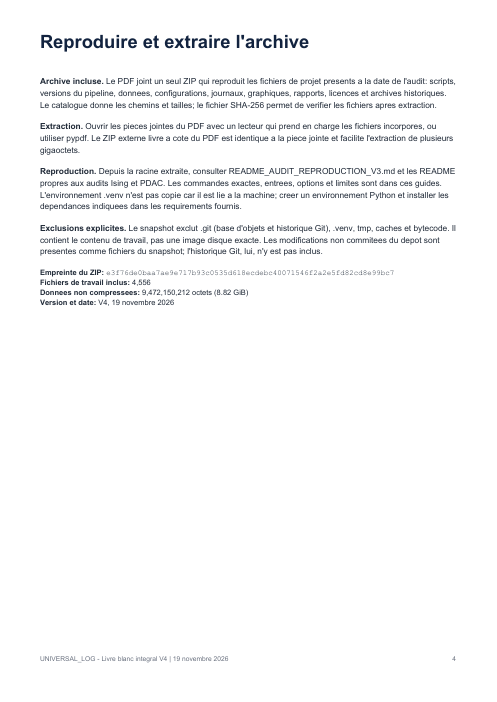 Reproduire et extraire l'archive
Archive incluse. Le PDF joint un seul ZIP qui reproduit les fichiers de projet presents a la date de l'audit: scripts,
versions du pipeline, donnees, configurations, journaux, graphiques, rapports, licences et archives historiques.
Le catalogue donne les chemins et tailles; le fichier SHA-256 permet de verifier les fichiers apres extraction.
Extraction. Ouvrir les pieces jointes du PDF avec un lecteur qui prend en charge les fichiers incorpores, ou
utiliser pypdf. Le ZIP externe livre a cote du PDF est identique a la piece jointe et facilite l'extraction de plusieurs
gigaoctets.
Reproduction. Depuis la racine extraite, consulter README_AUDIT_REPRODUCTION_V3.md et les README
propres aux audits Ising et PDAC. Les commandes exactes, entrees, options et limites sont dans ces guides.
L'environnement .venv n'est pas copie car il est lie a la machine; creer un environnement Python et installer les
dependances indiquees dans les requirements fournis.
Exclusions explicites. Le snapshot exclut .git (base d'objets et historique Git), .venv, tmp, caches et bytecode. Il
contient le contenu de travail, pas une image disque exacte. Les modifications non commitees du depot sont
presentes comme fichiers du snapshot; l'historique Git, lui, n'y est pas inclus.
Empreinte du ZIP: e3f76de0baa7ae9e717b93c0535d618ecdebc40071546f2a2e5fd82cd8e99bc7
Fichiers de travail inclus: 4,556
Donnees non compressees: 9,472,150,212 octets (8.82 GiB)
Version et date: V4, 19 novembre 2026
UNIVERSAL_LOG - Livre blanc integral V4 | 19 novembre 2026
4